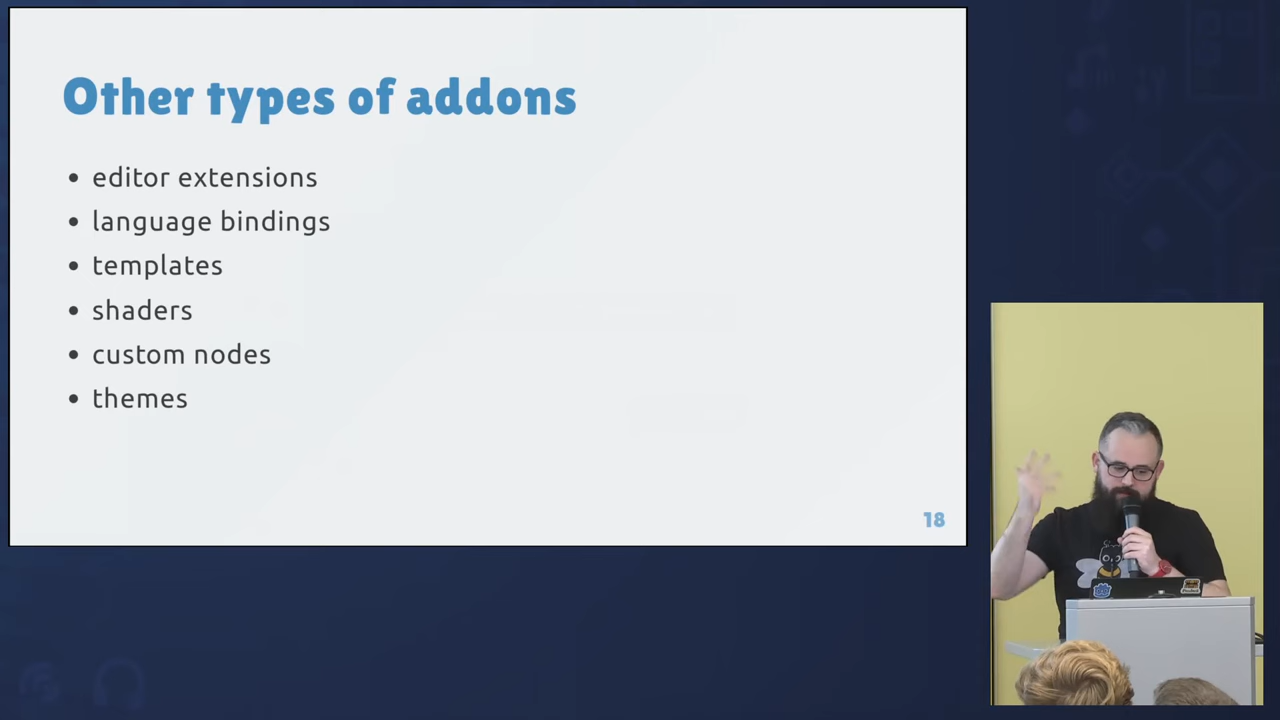 Other types of addons
• editor extensions
• language bindings
• templates
• shaders
• custom nodes
• themes
18